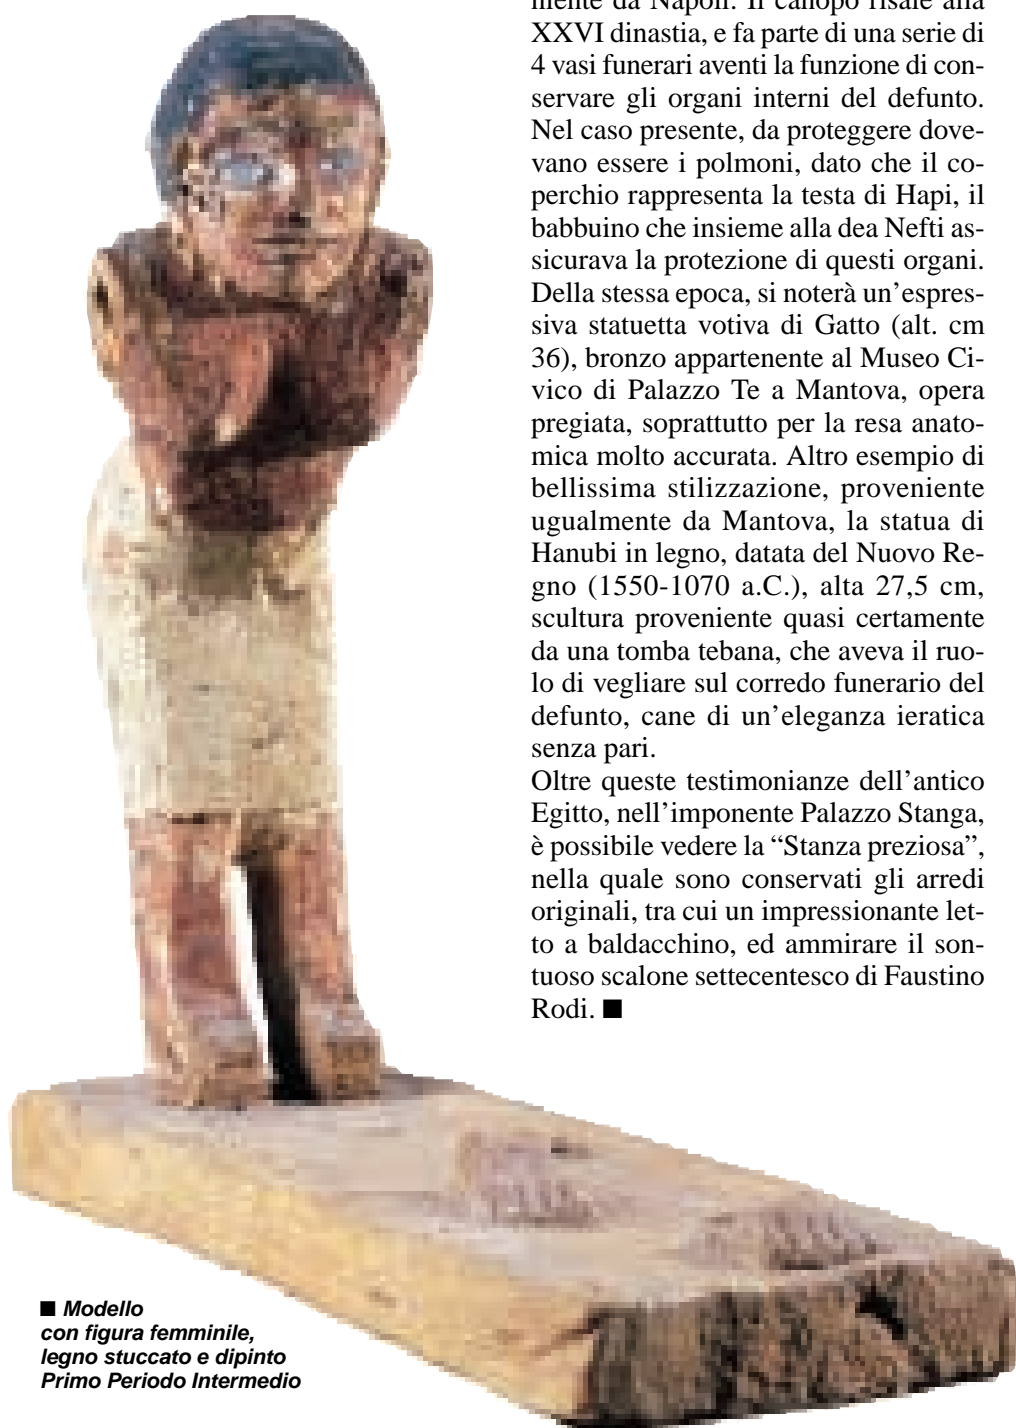 mente da Napoli. Il canopo risale alla
XXVI dinastia, e fa parte di una serie di
4 vasi funerari aventi la funzione di con-
servare gli organi interni del defunto.
Nel caso presente, da proteggere dove-
vano essere i polmoni, dato che il co-
perchio rappresenta la testa di Hapi, il
babbuino che insieme alla dea Nefti as-
sicurava la protezione di questi organi.
Della stessa epoca, si noterà un’espres-
siva statuetta votiva di Gatto (alt. cm
36), bronzo appartenente al Museo Ci-
vico di Palazzo Te a Mantova, opera
pregiata, soprattutto per la resa anato-
mica molto accurata. Altro esempio di
bellissima stilizzazione, proveniente
ugualmente da Mantova, la statua di
Hanubi in legno, datata del Nuovo Re-
gno (1550-1070 a.C.), alta 27,5 cm,
scultura proveniente quasi certamente
da una tomba tebana, che aveva il ruo-
lo di vegliare sul corredo funerario del
defunto, cane di un’eleganza ieratica
senza pari.
Oltre queste testimonianze dell’antico
Egitto, nell’imponente Palazzo Stanga,
è possibile vedere la “Stanza preziosa”,
nella quale sono conservati gli arredi
originali, tra cui un impressionante let-
to a baldacchino, ed ammirare il son-
tuoso scalone settecentesco di Faustino
Rodi. ■
■ Modello
con figura femminile,
legno stuccato e dipinto
Primo Periodo Intermedio